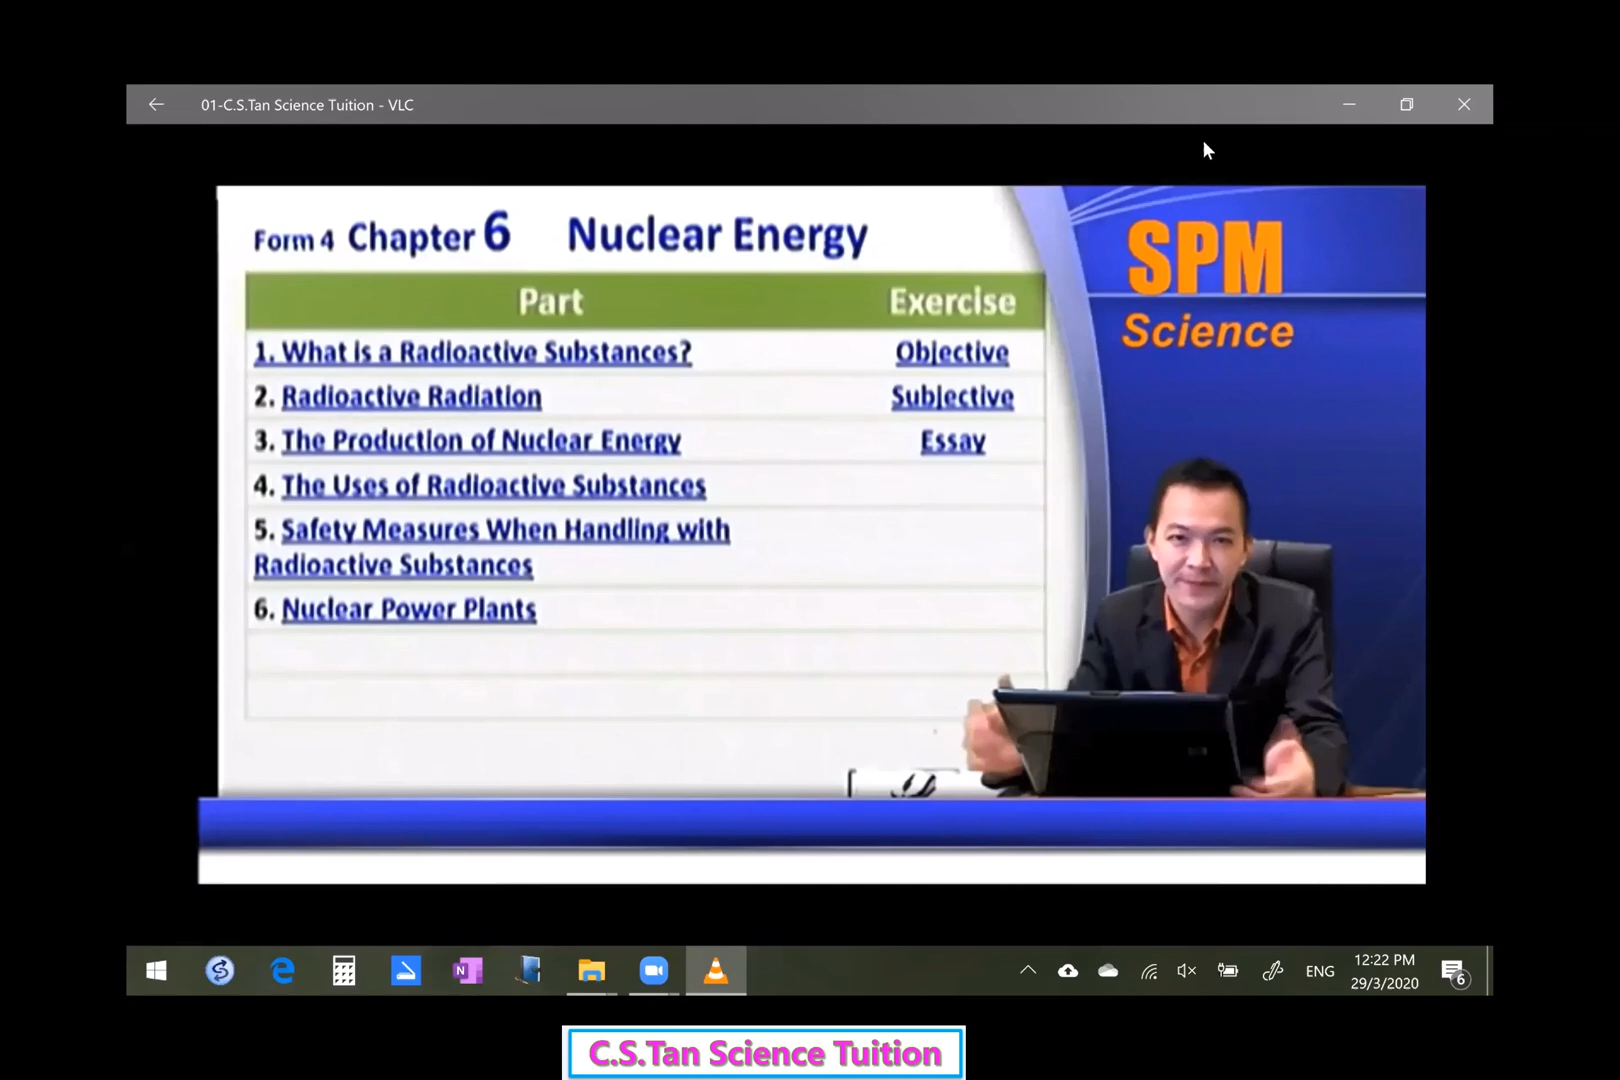 01-C.S.Tan Science Tuition - VLC
Form 4 Chapter 6 Nuclear Energy
SPM
Science
Part Exercise
1. What is a Radioactive Substances? Objective
2. Radioactive Radiation Subjective
3. The Production of Nuclear Energy Essay
4. The Uses of Radioactive Substances
5. Safety Measures When Handling with
Radioactive Substances
6. Nuclear Power Plants
N
ENG
12:22 PM
29/3/2020
6
C.S.Tan Science Tuition